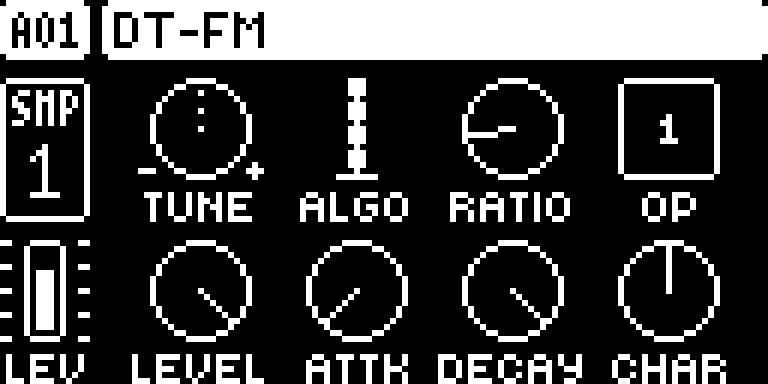 A01 DT-FM
SMP
1
1
- +
TUNE ALGO RATIO OP
LEV LEVEL ATTK DECAY CHAR